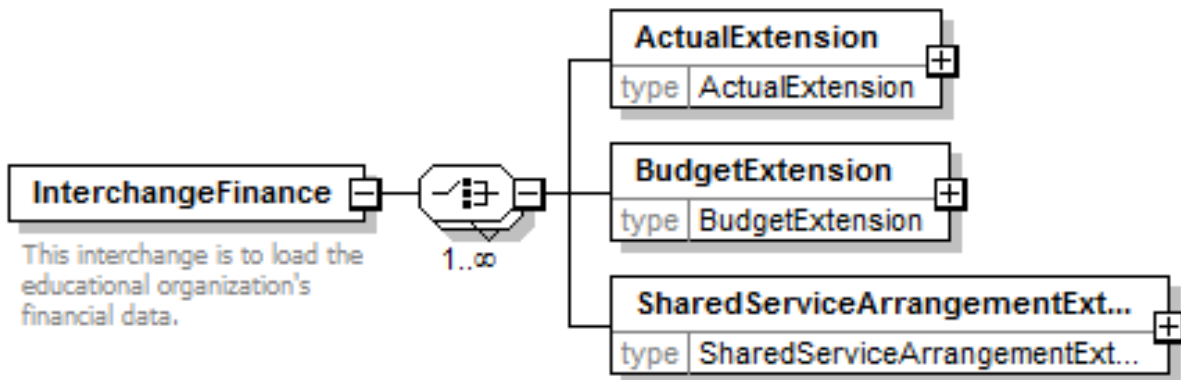 ActualExtension
type ActualExtension
InterchangeFinance
This interchange is to load the
educational organization's
financial data.
1..∞
BudgetExtension
type BudgetExtension
SharedServiceArrangementExt...
type SharedServiceArrangementExt...